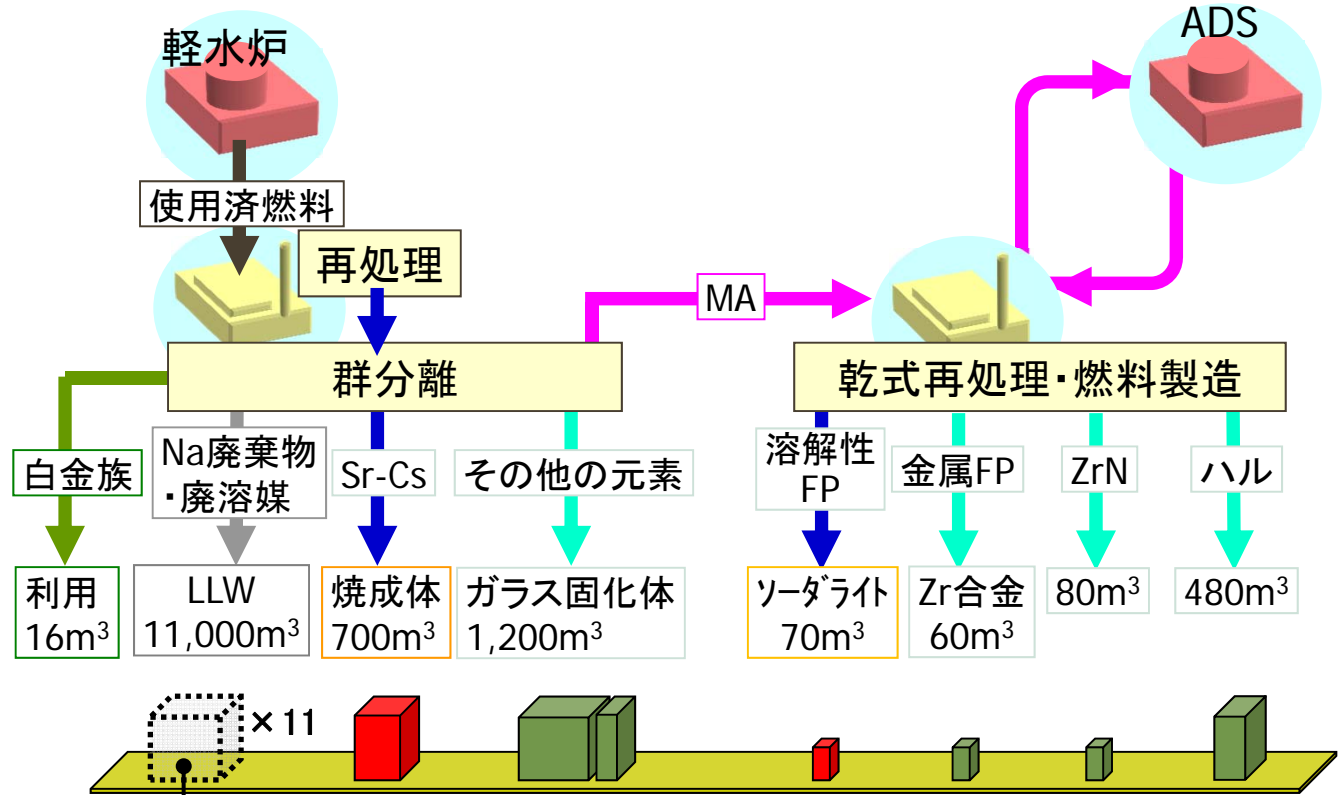 軽水炉
ADS
使用済燃料
再処理
MA
群分離
乾式再処理・燃料製造
白金族
Na廃棄物
・廃溶媒
Sr-Cs
その他の元素
溶解性
FP
金属FP
ZrN
ハル
利用
16m³
LLW
11,000m³
焼成体
700m³
ガラス固化体
1,200m³
ソーダライト
70m³
Zr合金
60m³
80m³
480m³
×11